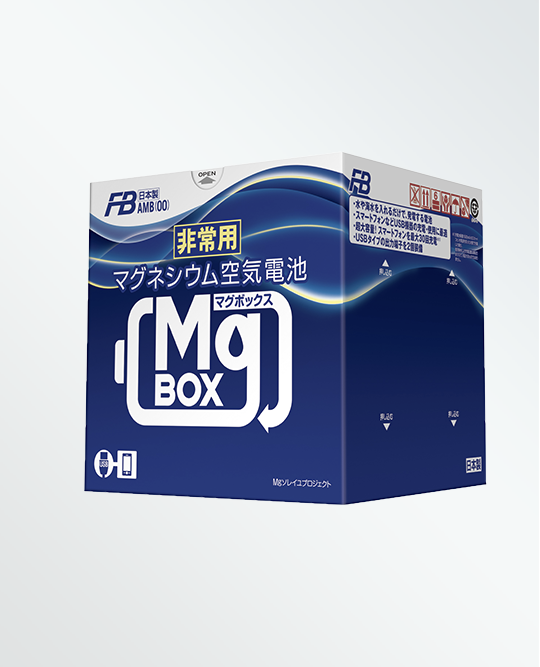 OPEN
FB
日本製
AMB(00)
非常用
マグネシウム空気電池
マグボックス
Mg
BOX
USB
Mgソレイユプロジェクト
FB
・水や海水を入れるだけで、発電する電池
・スマートフォンなどUSB機器の充電・使用に最適
・超大容量！スマートフォンを最大30回充電
・USBタイプの出力端子を2個装備
押し込む
押し込む
押し込む
押し込む
日本製